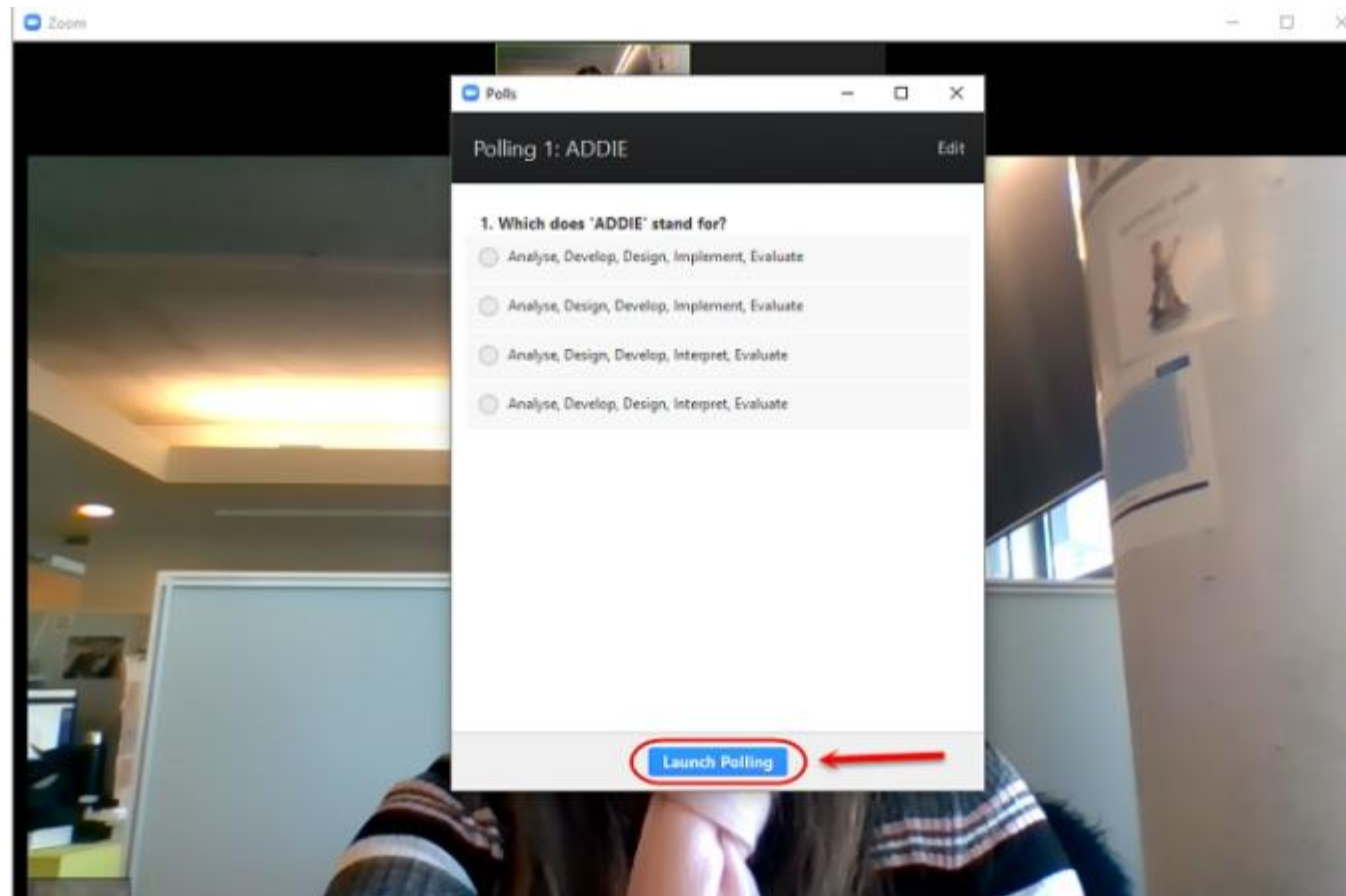 Zoom
Polls
Polling 1: ADDIE
Edit
1. Which does 'ADDIE' stand for?
Analyse, Develop, Design, Implement, Evaluate
Analyse, Design, Develop, Implement, Evaluate
Analyse, Design, Develop, Interpret, Evaluate
Analyse, Develop, Design, Interpret, Evaluate
Launch Polling